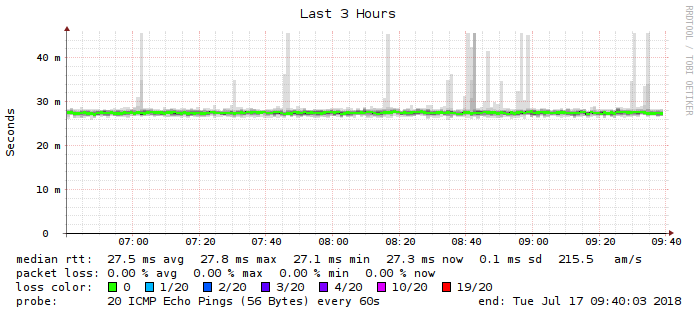 Last 3 Hours
RRDTOOL / TOBI OETIKER
Seconds
40 m
30 m
20 m
10 m
0
07:00 07:20 07:40 08:00 08:20 08:40 09:00 09:20 09:40
median rtt: 27.5 ms avg 27.8 ms max 27.1 ms min 27.3 ms now 0.1 ms sd 215.5 am/s
packet loss: 0.00 % avg 0.00 % max 0.00 % min 0.00 % now
loss color: 0 1/20 2/20 3/20 4/20 10/20 19/20
probe: 20 ICMP Echo Pings (56 Bytes) every 60s end: Tue Jul 17 09:40:03 2018